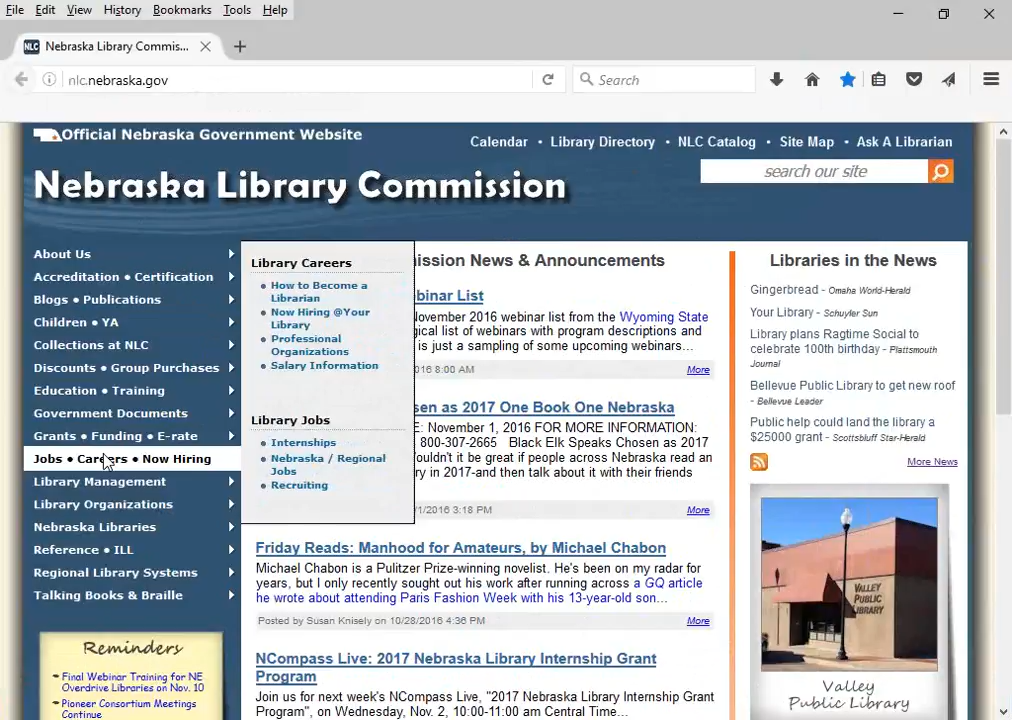 File Edit View History Bookmarks Tools Help
NLC Nebraska Library Commis...
nlc.nebraska.gov
Search
Official Nebraska Government Website
Calendar • Library Directory • NLC Catalog • Site Map • Ask A Librarian
Nebraska Library Commission
search our site
About Us
Accreditation • Certification
Blogs • Publications
Children • YA
Collections at NLC
Discounts • Group Purchases
Education • Training
Government Documents
Grants • Funding • E-rate
Jobs • Careers • Now Hiring
Library Management
Library Organizations
Nebraska Libraries
Reference • ILL
Regional Library Systems
Talking Books & Braille
Reminders
Final Webinar Training for NE
Overdrive Libraries on Nov. 10
Pioneer Consortium Meetings
Continue
Library Careers
How to Become a
Librarian
Now Hiring @Your
Library
Professional
Organizations
Salary Information
Library Jobs
Internships
Nebraska / Regional
Jobs
Recruiting
ission News & Announcements
binar List
November 2016 webinar list from the Wyoming State
gical list of webinars with program descriptions and
is just a sampling of some upcoming webinars...
2016 8:00 AM
More
sen as 2017 One Book One Nebraska
E: November 1, 2016 FOR MORE INFORMATION:
800-307-2665 Black Elk Speaks Chosen as 2017
uldn't it be great if people across Nebraska read an
in 2017-and then talk about it with their friends
/1/2016 3:18 PM
More
Friday Reads: Manhood for Amateurs, by Michael Chabon
Michael Chabon is a Pulitzer Prize-winning novelist. He's been on my radar for
years, but I only recently sought out his work after running across a GQ article
he wrote about attending Paris Fashion Week with his 13-year-old son...
Posted by Susan Knisely on 10/28/2016 4:36 PM
More
NCompass Live: 2017 Nebraska Library Internship Grant
Program
Join us for next week's NCompass Live, "2017 Nebraska Library Internship Grant
Program", on Wednesday, Nov. 2, 10:00-11:00 am Central Time...
Libraries in the News
Gingerbread - Omaha World-Herald
Your Library - Schuyler Sun
Library plans Ragtime Social to
celebrate 100th birthday - Plattsmouth
Journal
Bellevue Public Library to get new roof
- Bellevue Leader
Public help could land the library a
$25000 grant - Scottsbluff Star-Herald
More News
VALLEY
PUBLIC
LIBRARY
Valley
Public Library